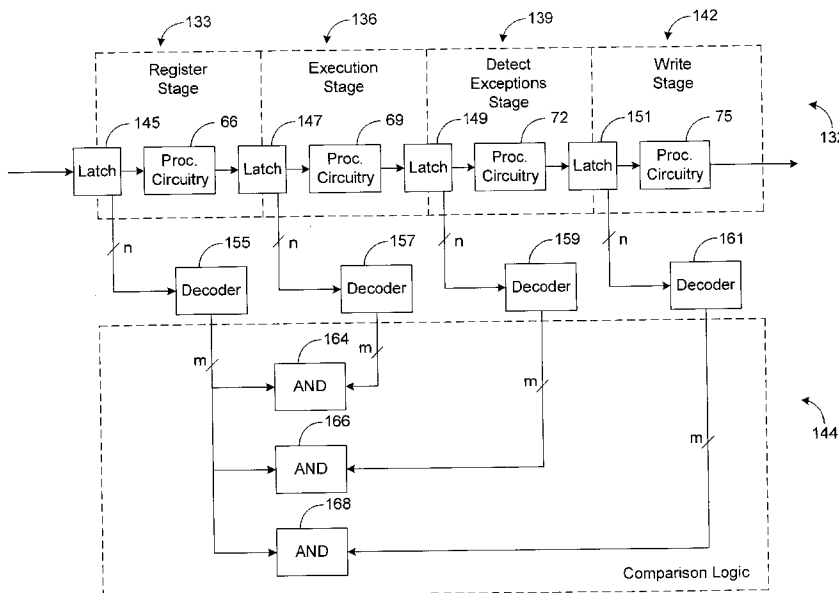 133
136
139
142
Register
Stage
Execution
Stage
Detect
Exceptions
Stage
Write
Stage
145
66
147
69
149
72
151
75
132
Latch
Proc.
Circuitry
Latch
Proc.
Circuitry
Latch
Proc.
Circuitry
Latch
Proc.
Circuitry
n
n
n
n
155
157
159
161
Decoder
Decoder
Decoder
Decoder
m
m
m
m
164
AND
166
AND
168
AND
144
Comparison Logic